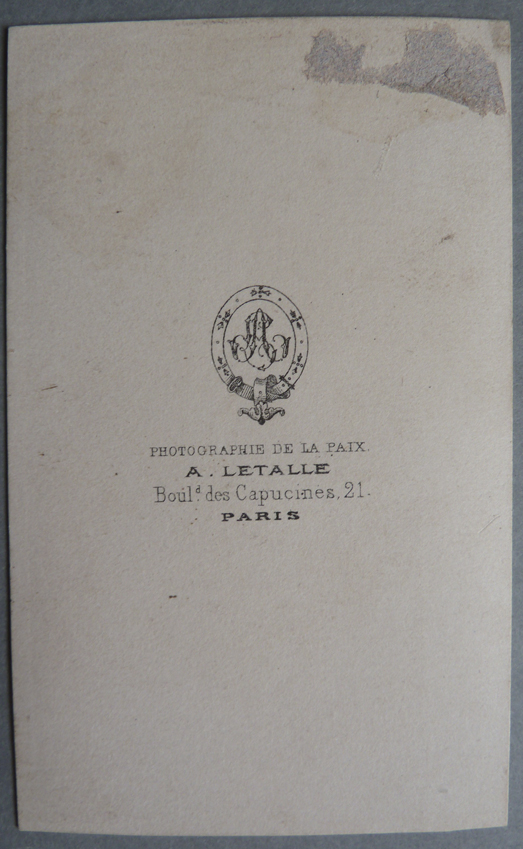 PHOTOGRAPHIE DE LA PAIX.
A. LETALLE
Boul.ᵈ des Capucines, 21.
PARIS